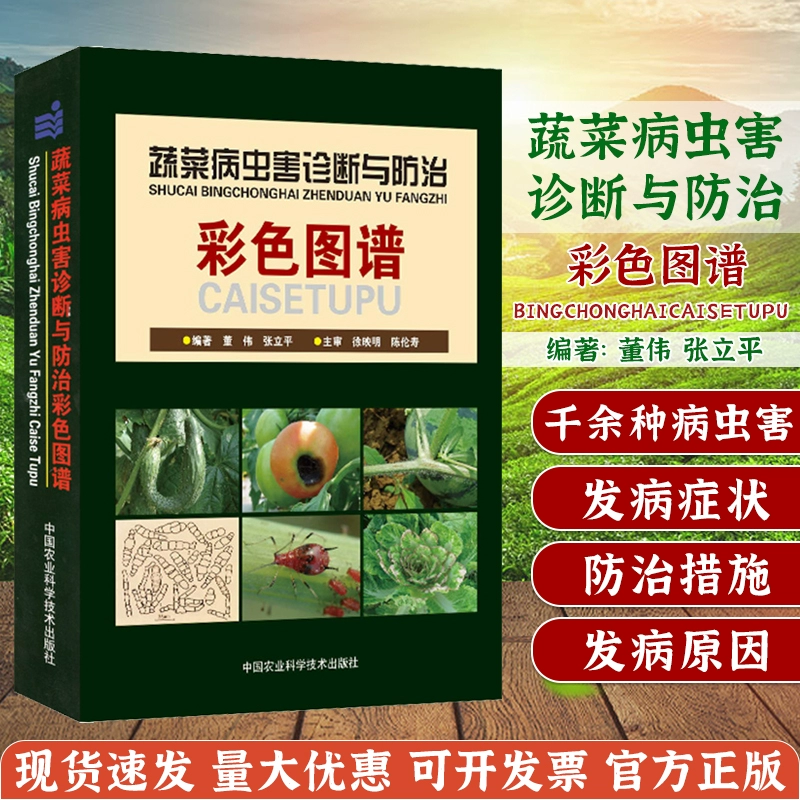 蔬菜病虫害诊断与防治彩色图谱
Shucai Bingchonghai Zhenduan Yu Fangzhi Caise Tupu
中国农业科学技术出版社
蔬菜病虫害诊断与防治
SHUCAI BINGCHONGHAI ZHENDUAN YU FANGZHI
彩色图谱
CAISETUPU
编著 董 伟 张立平 主审 徐映明 陈伦寿
中国农业科学技术出版社
蔬菜病虫害
诊断与防治
彩色图谱
BINGCHONGHAICAISETUPU
编著: 董伟 张立平
千余种病虫害
发病症状
防治措施
发病原因
现货速发 量大优惠 可开发票 官方正版